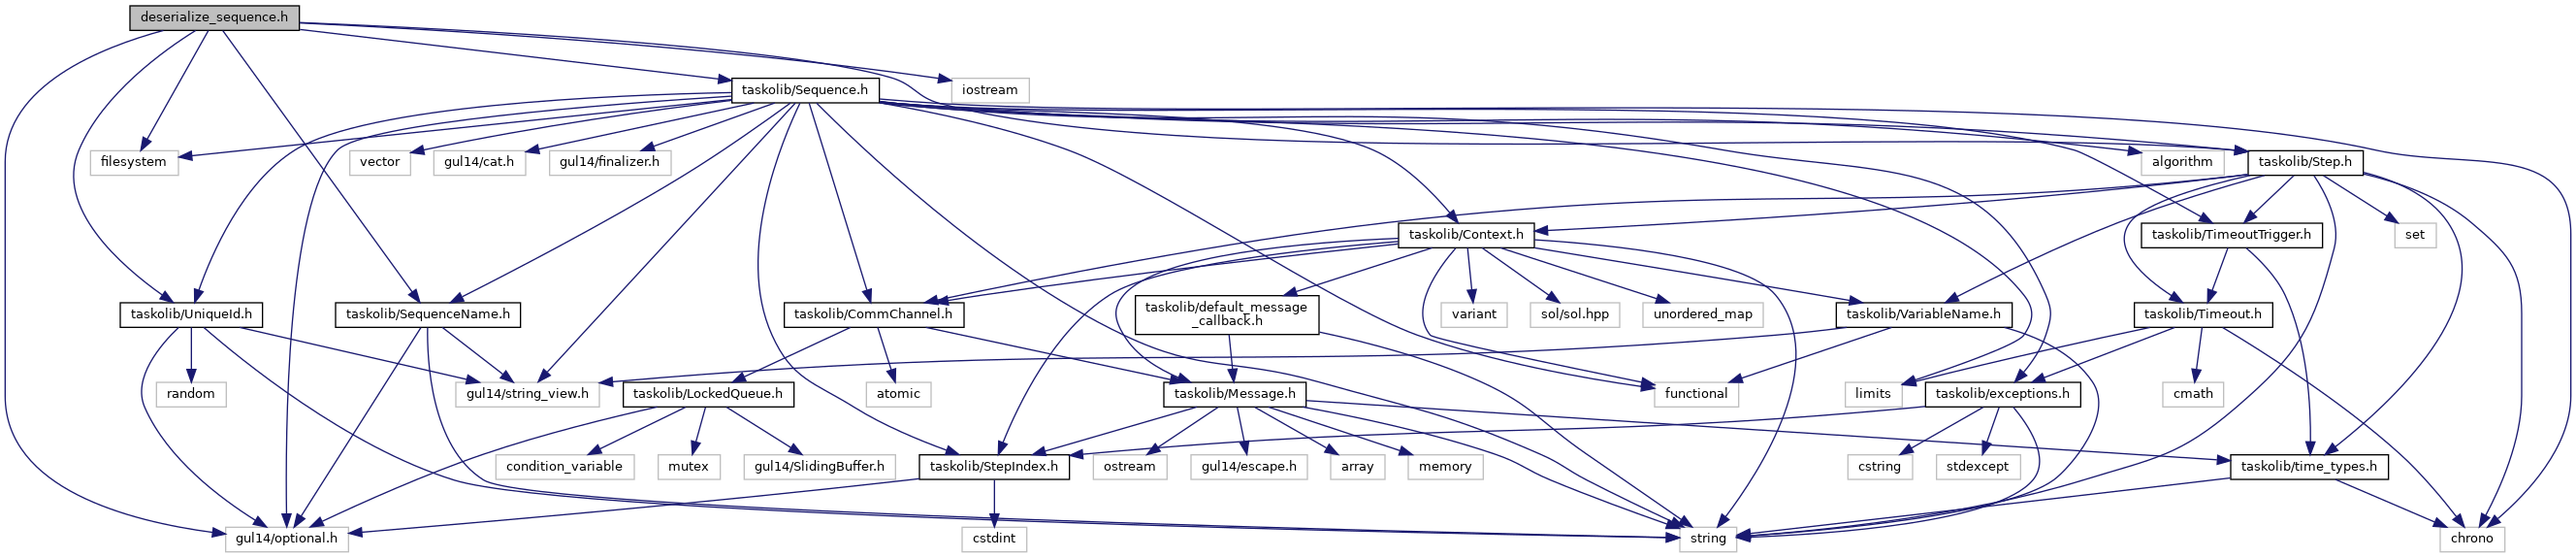 deserialize_sequence.h
taskolib/Sequence.h
iostream
filesystem
vector
gul14/cat.h
gul14/finalizer.h
algorithm
taskolib/Step.h
taskolib/Context.h
taskolib/TimeoutTrigger.h
set
taskolib/UniqueId.h
taskolib/SequenceName.h
taskolib/CommChannel.h
taskolib/default_message
_callback.h
variant
sol/sol.hpp
unordered_map
taskolib/VariableName.h
taskolib/Timeout.h
random
gul14/string_view.h
taskolib/LockedQueue.h
atomic
taskolib/Message.h
functional
limits
taskolib/exceptions.h
cmath
condition_variable
mutex
gul14/SlidingBuffer.h
taskolib/StepIndex.h
ostream
gul14/escape.h
array
memory
cstring
stdexcept
taskolib/time_types.h
gul14/optional.h
cstdint
string
chrono